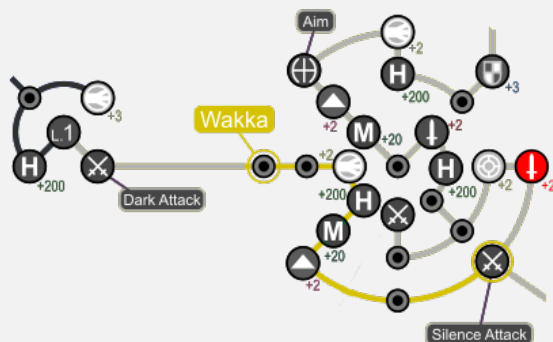 Aim
+2
H
+200
+3
+3
L.1
H
+200
+2
M
+20
+2
Wakka
Dark Attack
+2
+200
H
H
+200
+2
+2
M
+20
+2
Silence Attack